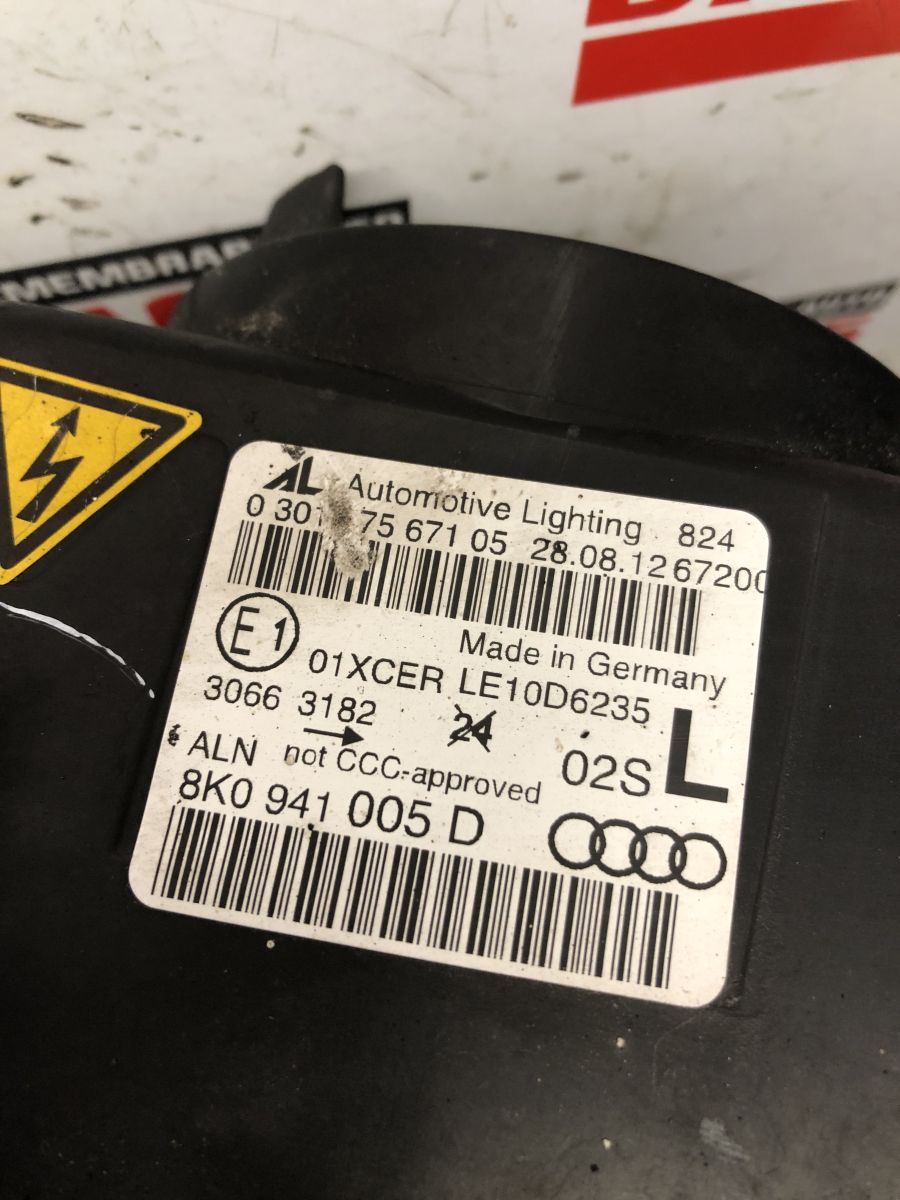 AL Automotive Lighting 824
75 671 05 28.08.12 67200
E1 Made in Germany
01XCER LE10D6235
3066 3182 24
ALN not CCC-approved 02S L
8K0 941 005 D